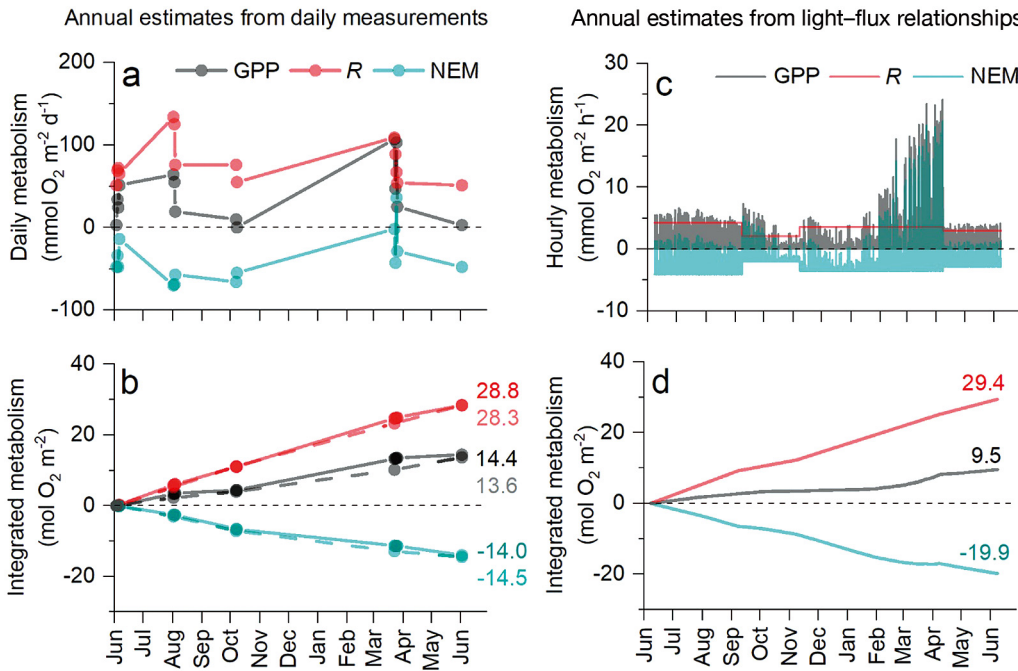 Annual estimates from daily measurements
Annual estimates from light–flux relationships
a
GPP R NEM
Daily metabolism
(mmol O2 m-2 d-1)
200
100
0
-100
c
GPP R NEM
Hourly metabolism
(mmol O2 m-2 h-1)
30
20
10
0
-10
b
Integrated metabolism
(mol O2 m-2)
40
20
0
-20
28.8
28.3
14.4
13.6
-14.0
-14.5
Jun Jul Aug Sep Oct Nov Dec Jan Feb Mar Apr May Jun
d
Integrated metabolism
(mol O2 m-2)
40
20
0
-20
29.4
9.5
-19.9
Jun Jul Aug Sep Oct Nov Dec Jan Feb Mar Apr May Jun